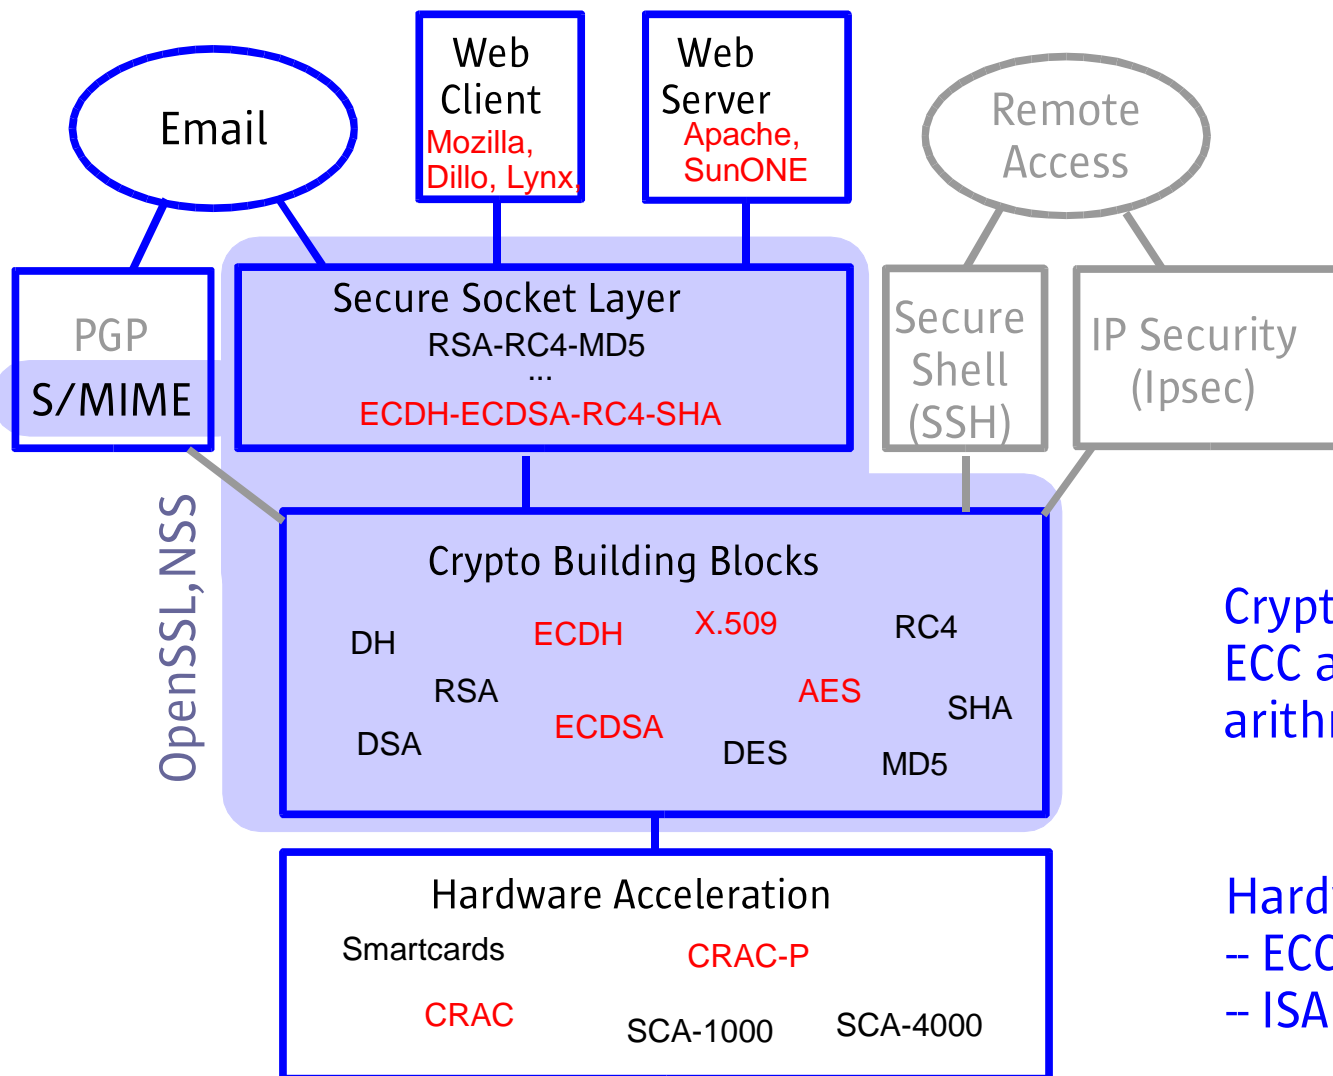 Web
Client
Mozilla,
Dillo, Lynx,
Web
Server
Apache,
SunONE
Email
Remote
Access
PGP
S/MIME
Secure Socket Layer
RSA-RC4-MD5
...
ECDH-ECDSA-RC4-SHA
Secure
Shell
(SSH)
IP Security
(Ipsec)
OpenSSL,NSS
Crypto Building Blocks
DH
ECDH
X.509
RC4
RSA
AES
SHA
DSA
ECDSA
DES
MD5
ECC
Hardware Acceleration
Smartcards
CRAC-P
CRAC
SCA-1000
SCA-4000
--
-- ISA